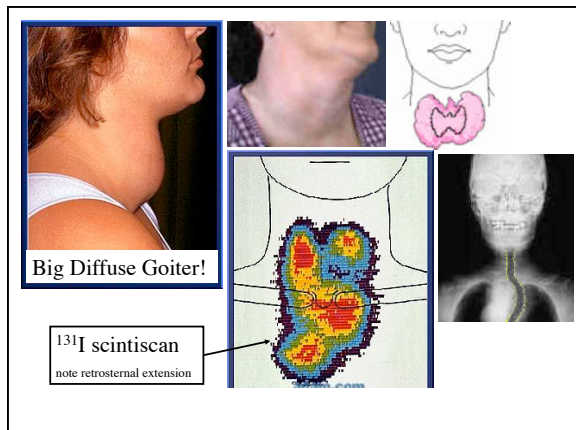 Big Diffuse Goiter!
¹³¹I scintiscan
note retrosternal extension